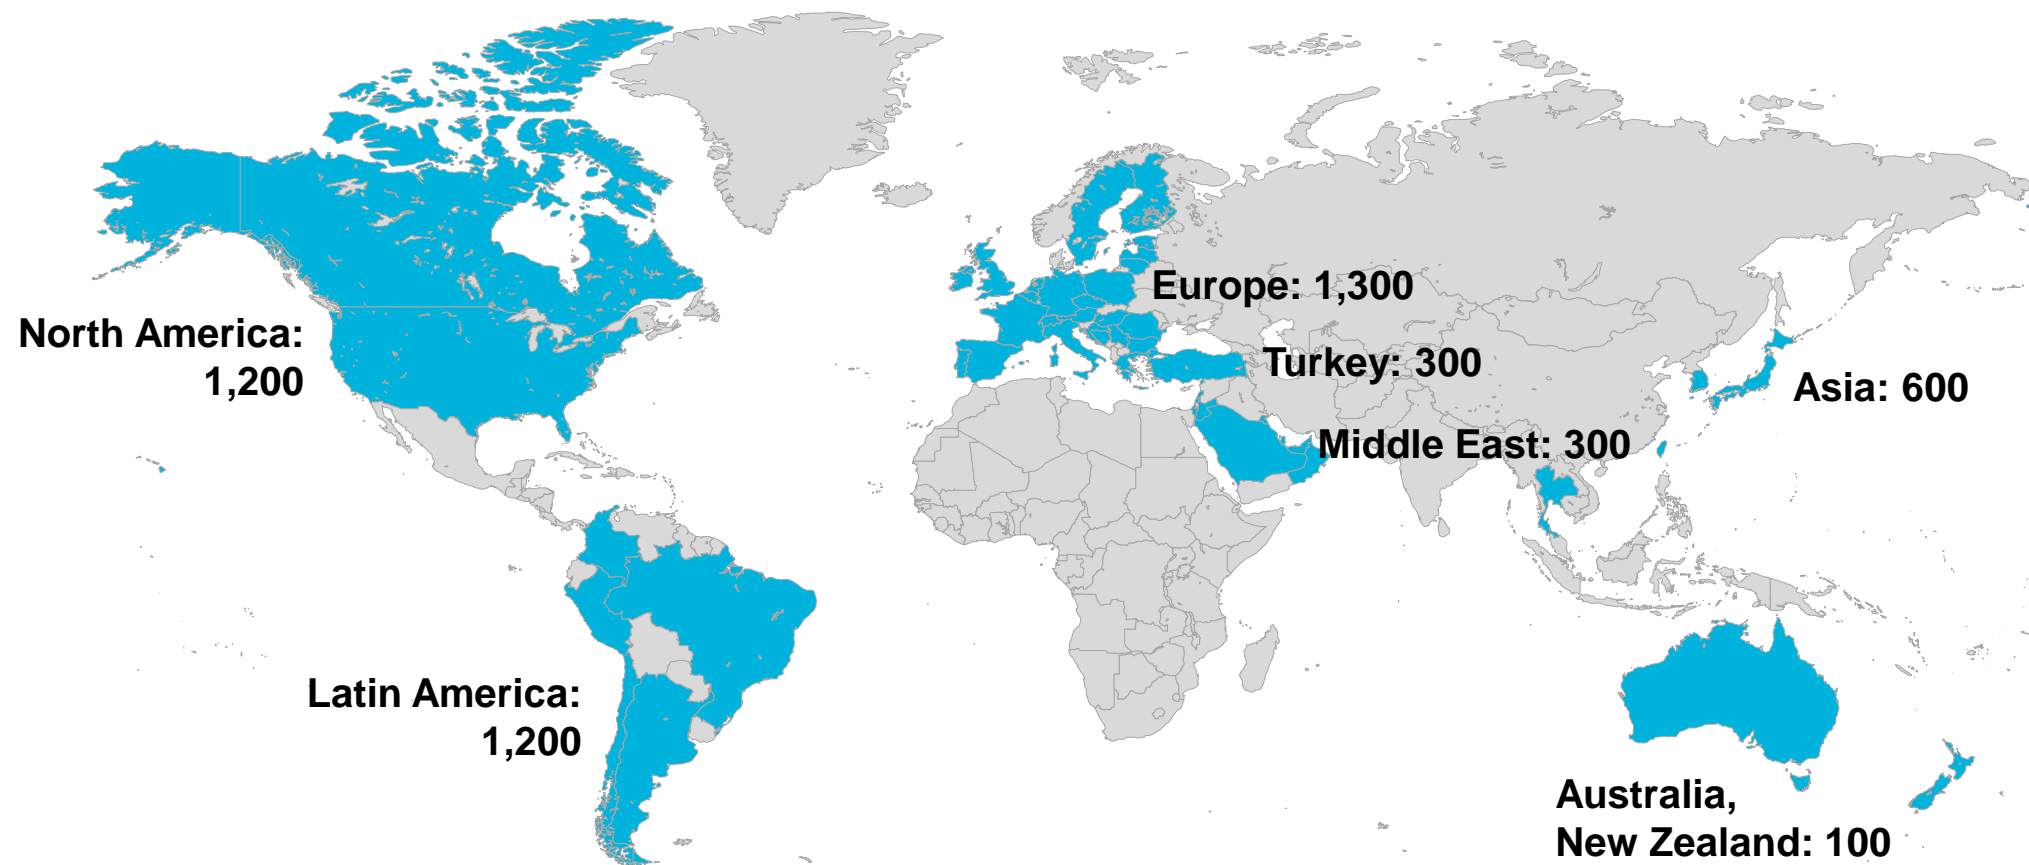 Europe: 1,300
North America:
1,200
Turkey: 300
Asia: 600
Middle East: 300
Latin America:
1,200
Australia,
New Zealand: 100